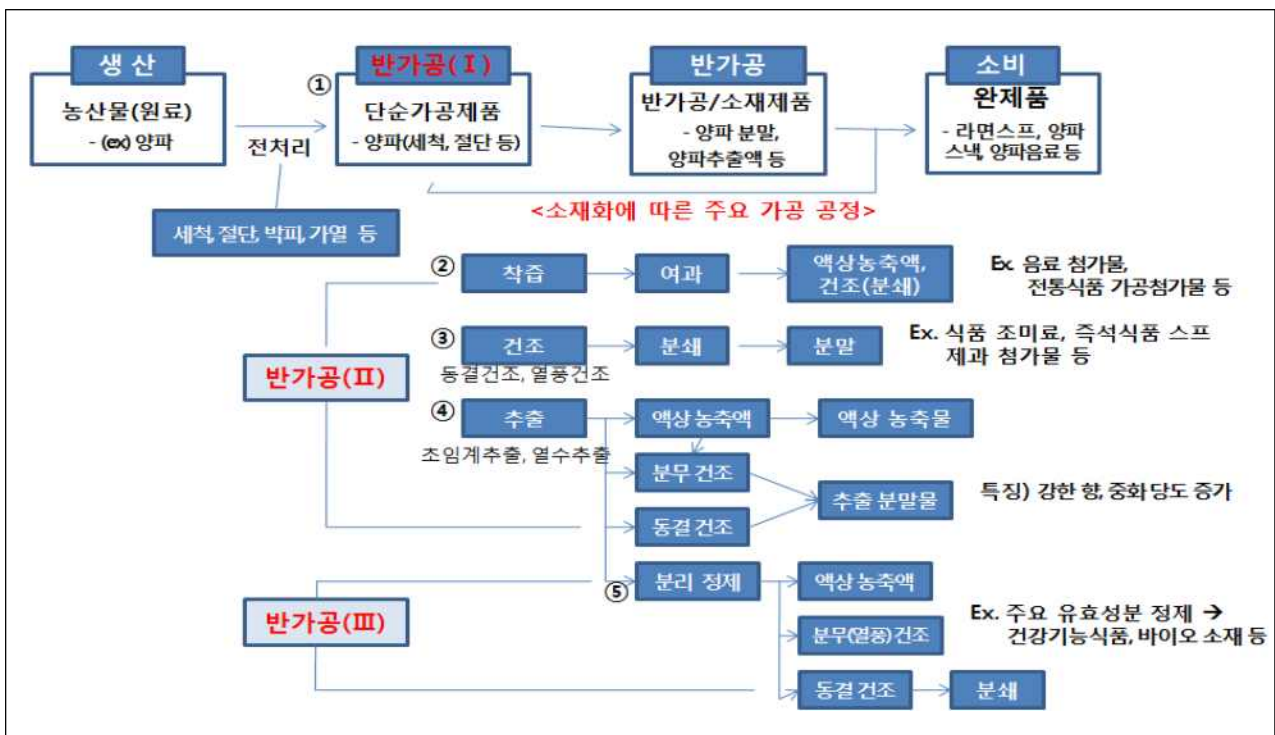 생 산
농산물(원료)
- (ex) 양파
전처리
세척, 절단, 박피, 가열 등
①
반가공(Ⅰ)
단순가공제품
- 양파(세척, 절단 등)
반가공
반가공/소재제품
- 양파 분말,
양파추출액 등
소비
완제품
- 라면스프, 양파
스낵, 양파음료 등
<소재화에 따른 주요 가공 공정>
반가공(Ⅱ)
②
착즙
여과
액상농축액,
건조(분쇄)
Ex. 음료 첨가물,
전통식품 가공첨가물 등
③
건조
분쇄
분말
Ex. 식품 조미료, 즉석식품 스프
제과 첨가물 등
동결건조, 열풍건조
④
추출
액상 농축액
액상 농축물
초임계추출, 열수추출
분무 건조
추출 분말물
특징) 강한 향, 중화 당도 증가
동결 건조
반가공(Ⅲ)
⑤
분리 정제
액상 농축액
분무(열풍)건조
Ex. 주요 유효성분 정제 →
건강기능식품, 바이오 소재 등
동결 건조
분쇄